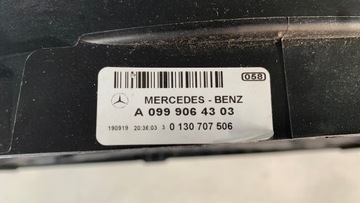 058
MERCEDES - BENZ
A 099 906 43 03
190919 20:36:03 3 0 130 707 506